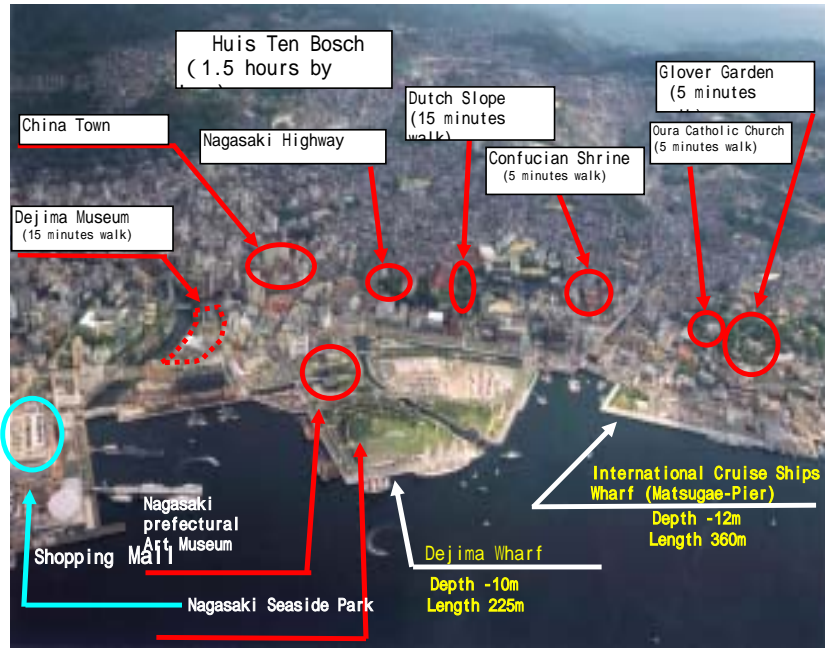 Huis Ten Bosch
(1.5 hours by
Glover Garden
(5 minutes
Dutch Slope
(15 minutes
walk)
China Town
Nagasaki Highway
Oura Catholic Church
(5 minutes walk)
Confucian Shrine
(5 minutes walk)
Dejima Museum
(15 minutes walk)
International Cruise Ships
Wharf (Matsugae-Pier)
Depth -12m
Length 360m
Nagasaki
prefectural
Art Museum
Shopping Mall
Dejima Wharf
Depth -10m
Length 225m
Nagasaki Seaside Park